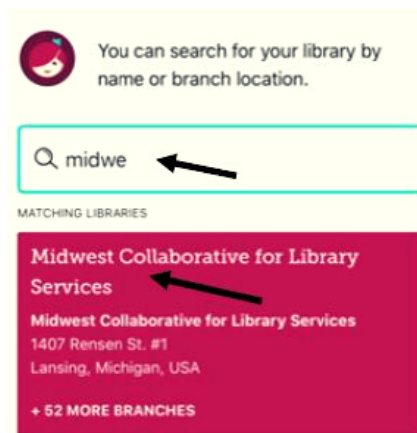 You can search for your library by
name or branch location.
midwe
MATCHING LIBRARIES
Midwest Collaborative for Library
Services
Midwest Collaborative for Library Services
1407 Rensen St. #1
Lansing, Michigan, USA
+ 52 MORE BRANCHES